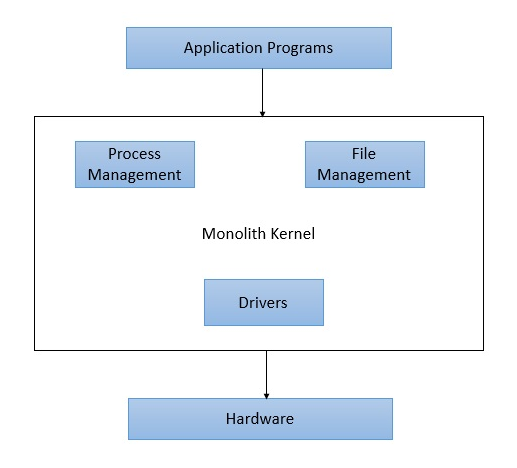 Application Programs
Process
Management
File
Management
Monolith Kernel
Drivers
Hardware